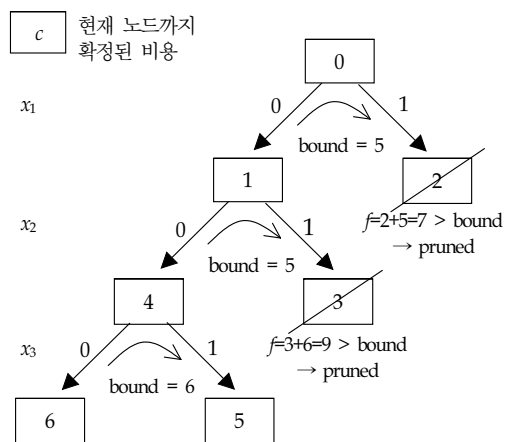 c 현재 노드까지
확정된 비용
0
x₁ 0 1
bound = 5
1 2
f=2+5=7 > bound
→ pruned
x₂ 0 1
bound = 5
4 3
f=3+6=9 > bound
→ pruned
x₃ 0 1
bound = 6
6 5